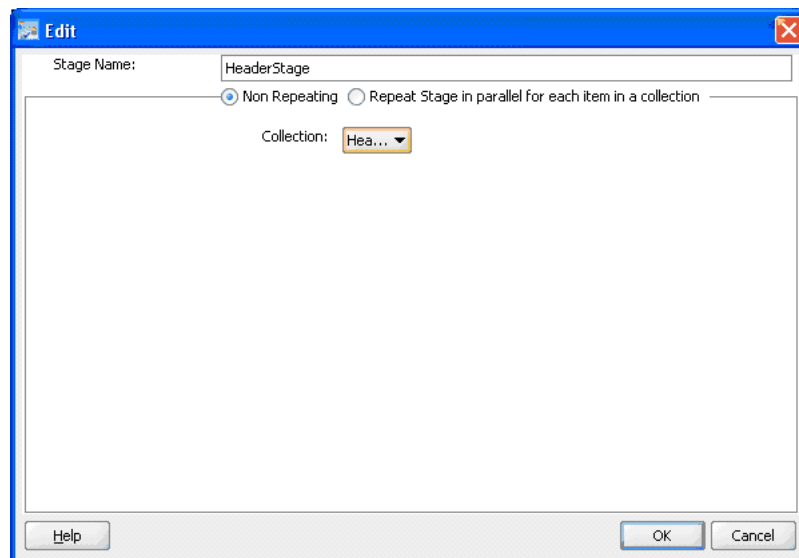 Edit
Stage Name: HeaderStage
Non Repeating Repeat Stage in parallel for each item in a collection
Collection: Hea...
Help OK Cancel